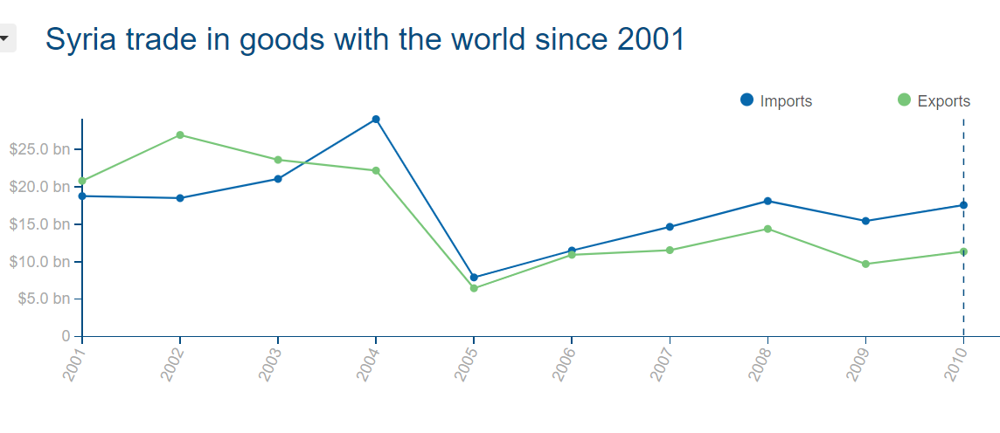 Syria trade in goods with the world since 2001
Imports
Exports
$25.0 bn
$20.0 bn
$15.0 bn
$10.0 bn
$5.0 bn
0
2001
2002
2003
2004
2005
2006
2007
2008
2009
2010